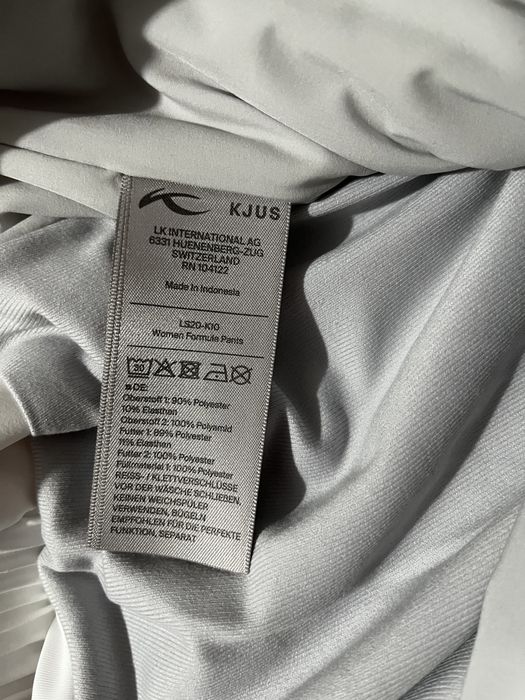 KJUS
LK INTERNATIONAL AG
6331 HUENENBERG-ZUG
SWITZERLAND
RN 104122
Made in Indonesia
LS20-K10
Women Formula Pants
30
DE:
Oberstoff 1: 90% Polyester
10% Elasthan
Oberstoff 2: 100% Polyamid
Futter 1: 89% Polyester
11% Elasthan
Futter 2: 100% Polyester
Füllmaterial 1: 100% Polyester
REISS- / KLETTVERSCHLÜSSE
VOR DER WÄSCHE SCHLIEßEN,
KEINEN WEICHSPÜLER
VERWENDEN, BÜGELN
EMPFOHLEN FÜR DIE PERFEKTE
FUNKTION, SEPARAT